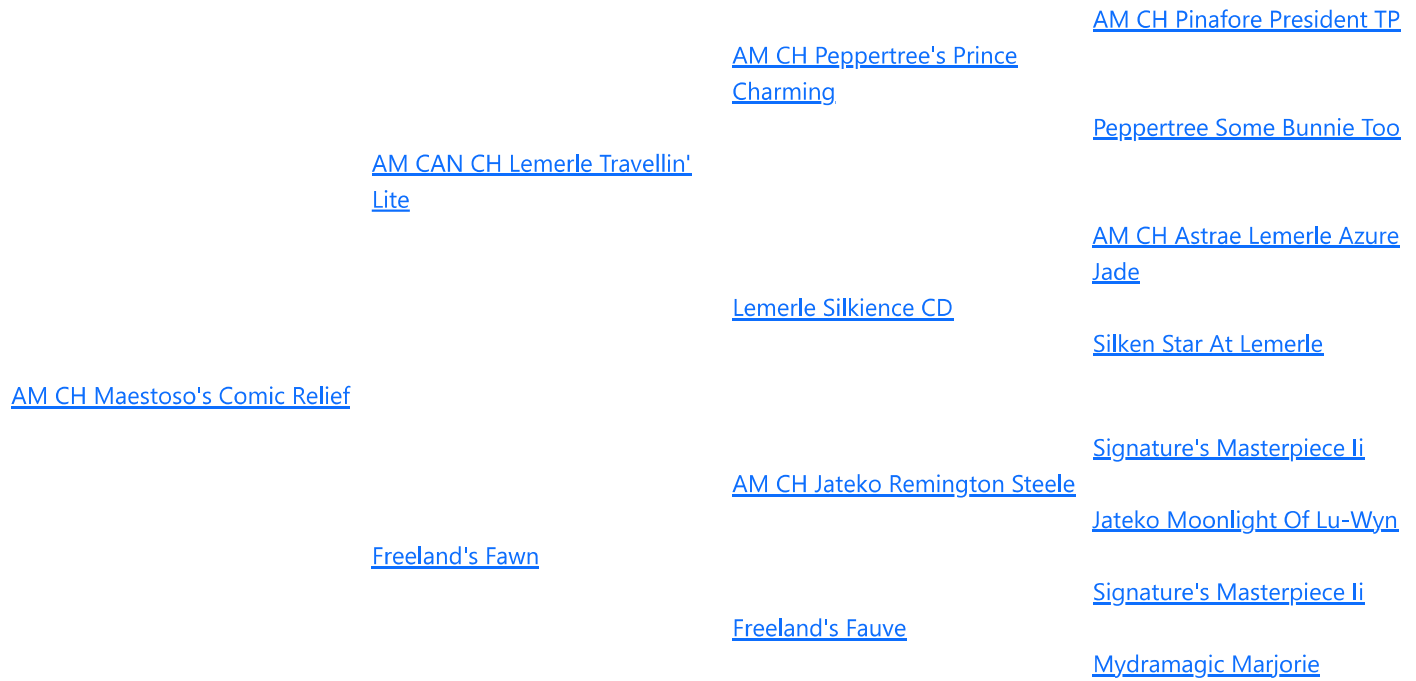 AM CH Pinafore President TP
AM CH Peppertree's Prince
Charming
Peppertree Some Bunnie Too
AM CAN CH Lemerle Travellin'
Lite
AM CH Astrae Lemerle Azure
Jade
Lemerle Silkience CD
Silken Star At Lemerle
AM CH Maestoso's Comic Relief
Signature's Masterpiece Ii
AM CH Jateko Remington Steele
Jateko Moonlight Of Lu-Wyn
Freeland's Fawn
Signature's Masterpiece Ii
Freeland's Fauve
Mydramagic Marjorie